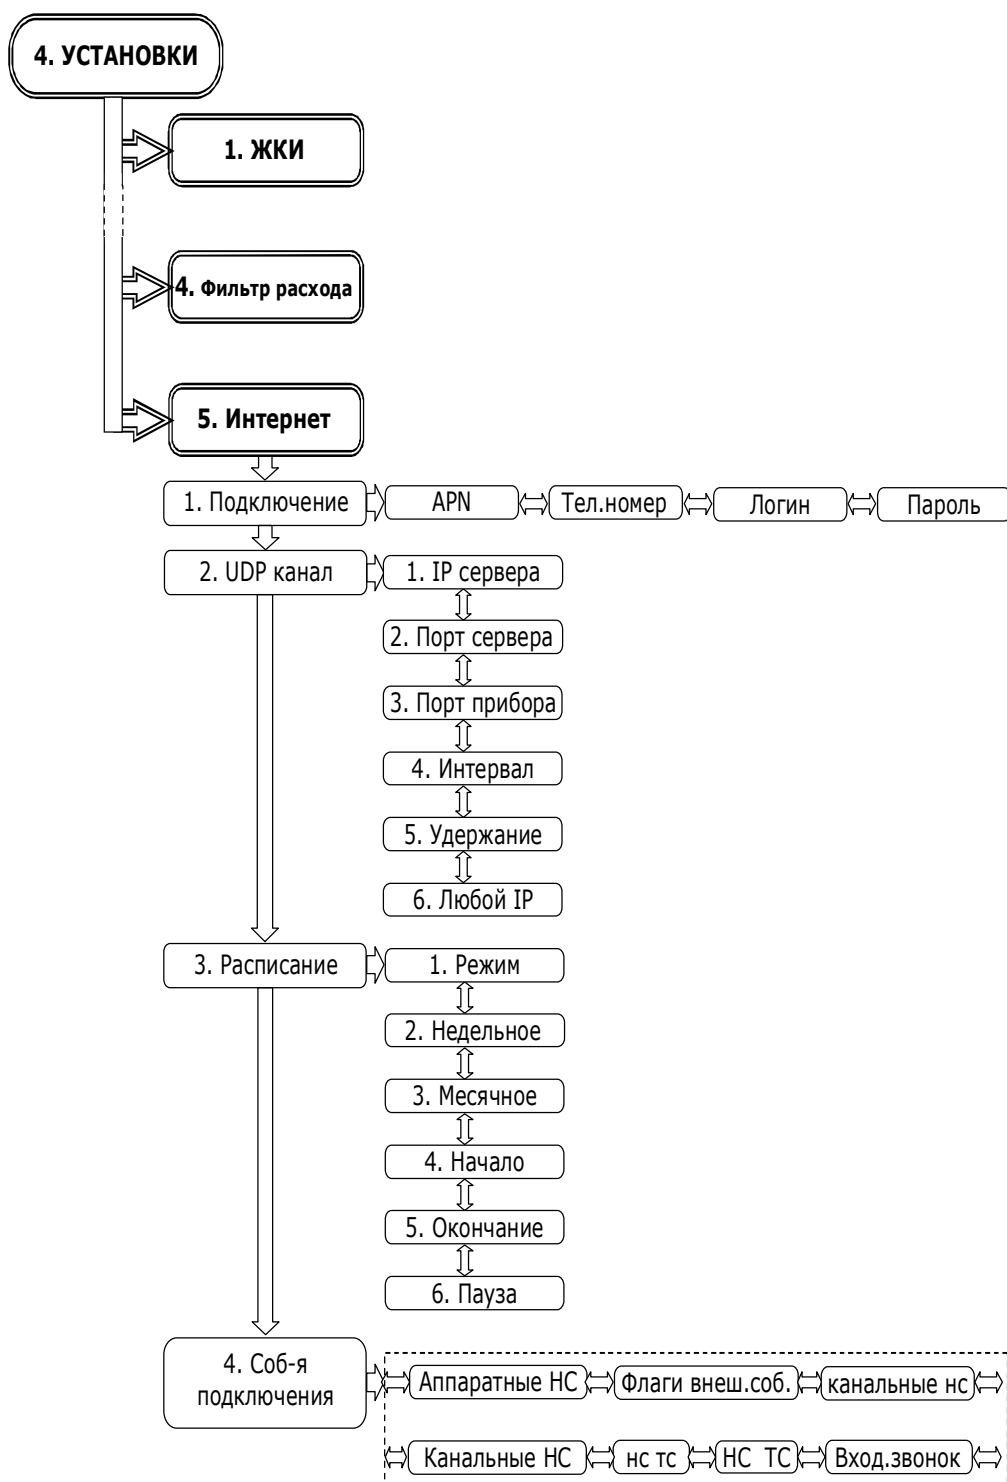 4. УСТАНОВКИ
1. ЖКИ
4. Фильтр расхода
5. Интернет
1. Подключение
APN
Тел.номер
Логин
Пароль
2. UDP канал
1. IP сервера
2. Порт сервера
3. Порт прибора
4. Интервал
5. Удержание
6. Любой IP
3. Расписание
1. Режим
2. Недельное
3. Месячное
4. Начало
5. Окончание
6. Пауза
4. Соб-я
подключения
Аппаратные НС
Флаги внеш.соб.
канальные нс
Канальные НС
нс тс
НС ТС
Вход.звонок